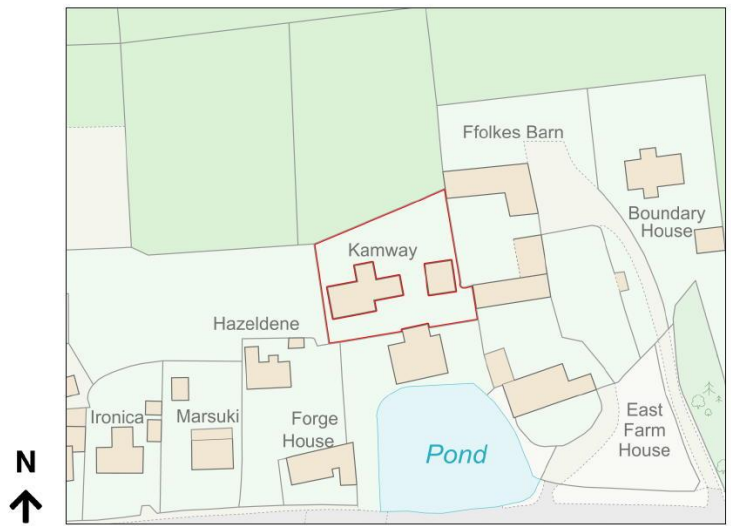 Ffolkes Barn
Boundary
House
Kamway
Hazeldene
Ironica
Marsuki
Forge
House
East
Farm
House
Pond
N